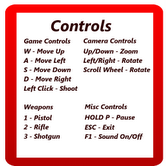 Controls
Game Controls
W - Move Up
A - Move Left
S - Move Down
D - Move Right
Left Click - Shoot
Camera Controls
Up/Down - Zoom
Left/Right - Rotate
Scroll Wheel - Rotate
Weapons
1 - Pistol
2 - Rifle
3 - Shotgun
Misc Controls
HOLD P - Pause
ESC - Exit
F1 - Sound On/Off